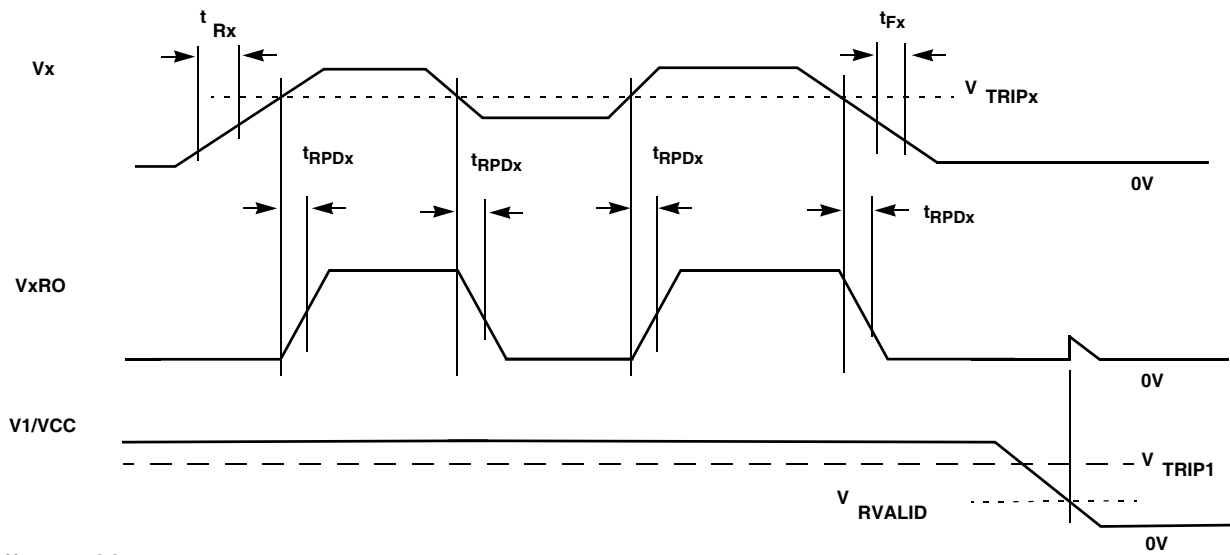 t Rx
tFx
Vx
V TRIPx
tRPDx
tRPDx
tRPDx
0V
tRPDx
VxRO
0V
V1/VCC
V TRIP1
V RVALID
0V